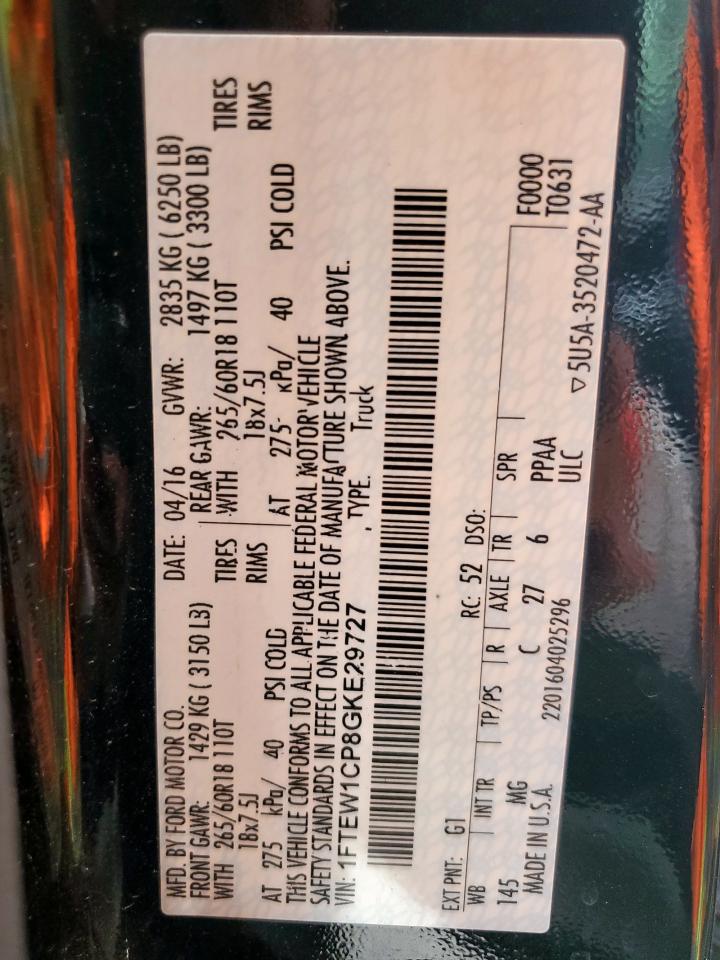 MFD. BY FORD MOTOR CO. DATE: 04/16 GVWR: 2835 KG ( 6250 LB)
FRONT GAWR: 1429 KG ( 3150 LB) REAR GAWR: 1497 KG ( 3300 LB)
WITH 265/60R18 110T TIRES WITH 265/60R18 110T TIRES
18x7.5J RIMS 18x7.5J RIMS
AT 275 kPa/ 40 PSI COLD AT 275 kPa/ 40 PSI COLD
THIS VEHICLE CONFORMS TO ALL APPLICABLE FEDERAL MOTOR VEHICLE
SAFETY STANDARDS IN EFFECT ON THE DATE OF MANUFACTURE SHOWN ABOVE.
VIN: 1FTEW1CP8GKE29727 , TYPE. Truck
EXT PNT: G1 RC: 52 DSO: F0000
WB INT TR TP/PS R AXLE TR SPR T0631
145 MG C 27 6 PPAA
MADE IN U.S.A. 2201604025296 ULC ▽5U5A-3520472-AA